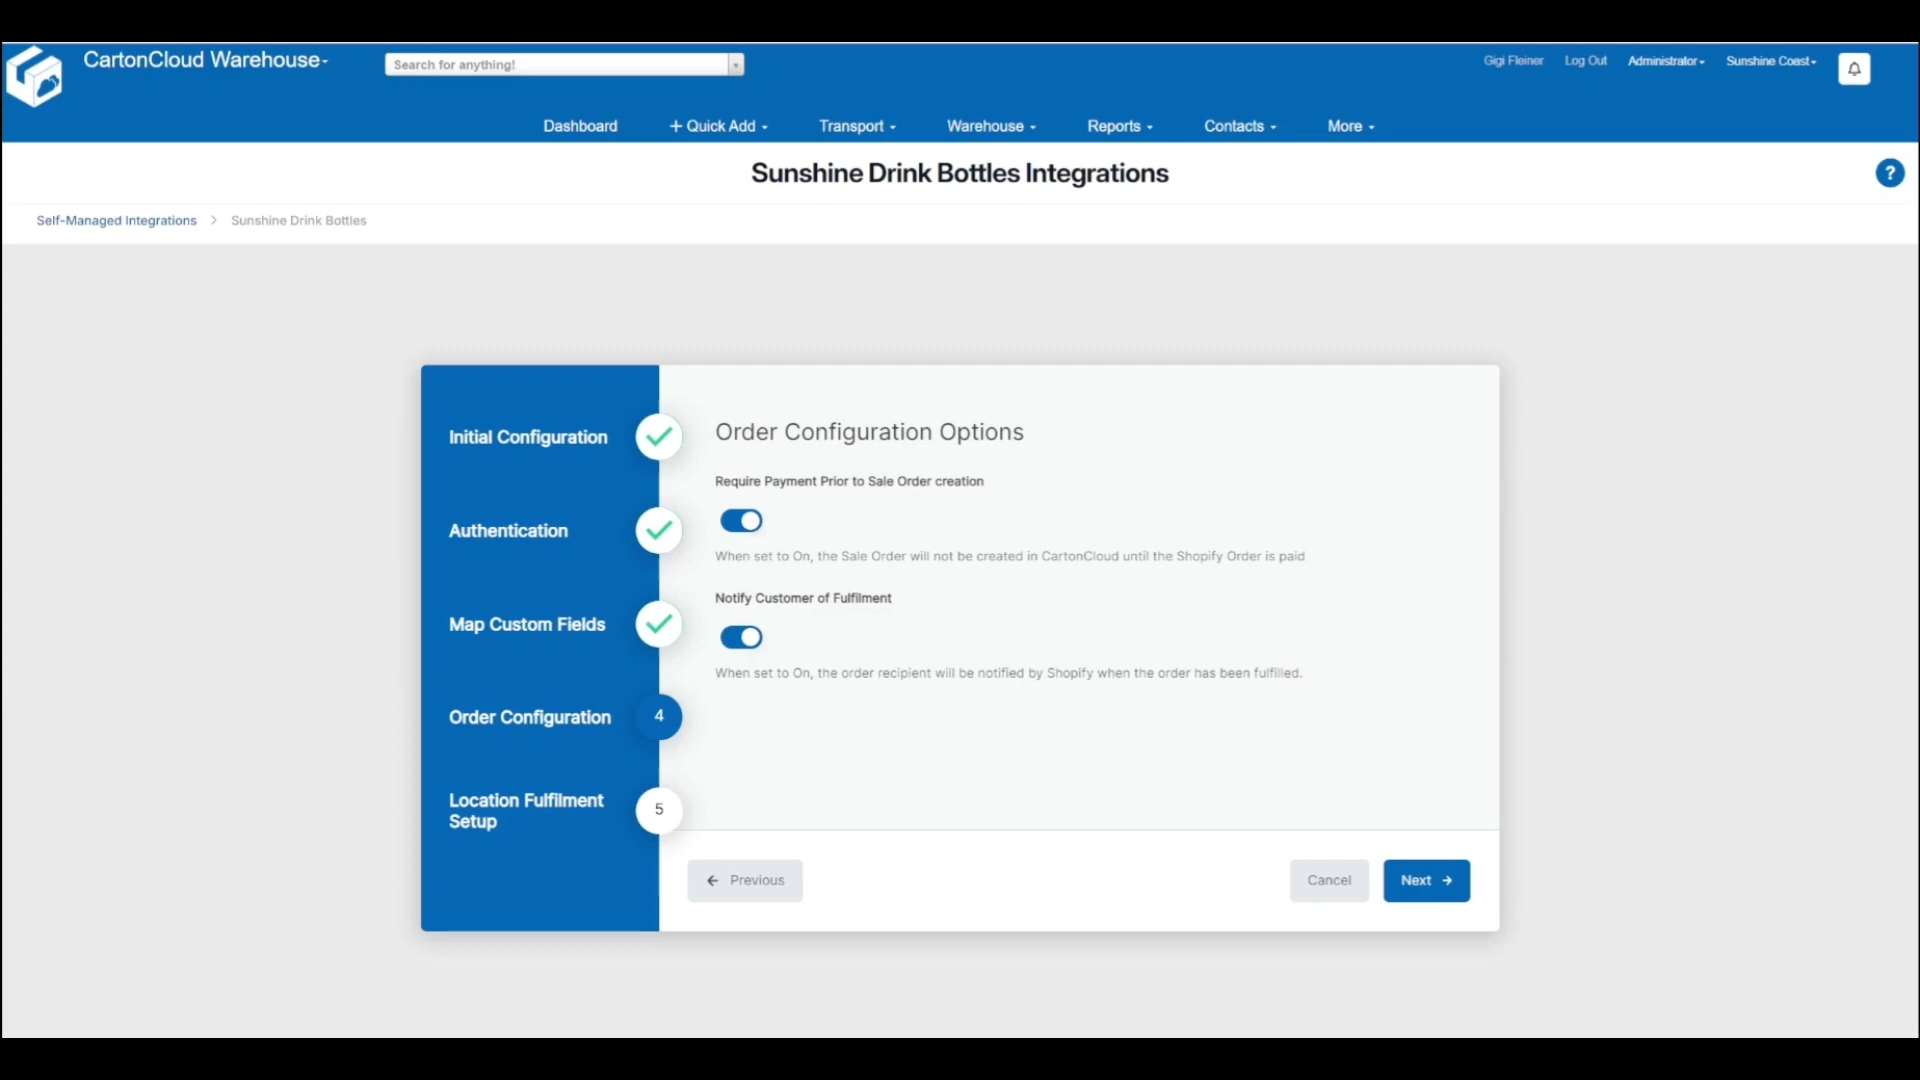 CartonCloud Warehouse
Search for anything!
Gigi Fleiner
Log Out
Administrator
Sunshine Coast
Dashboard
+ Quick Add
Transport
Warehouse
Reports
Contacts
More
Sunshine Drink Bottles Integrations
?
Self-Managed Integrations > Sunshine Drink Bottles
Initial Configuration
Authentication
Map Custom Fields
Order Configuration
4
Location Fulfilment
Setup
5
Order Configuration Options
Require Payment Prior to Sale Order creation
When set to On, the Sale Order will not be created in CartonCloud until the Shopify Order is paid
Notify Customer of Fulfilment
When set to On, the order recipient will be notified by Shopify when the order has been fulfilled.
← Previous
Cancel
Next →